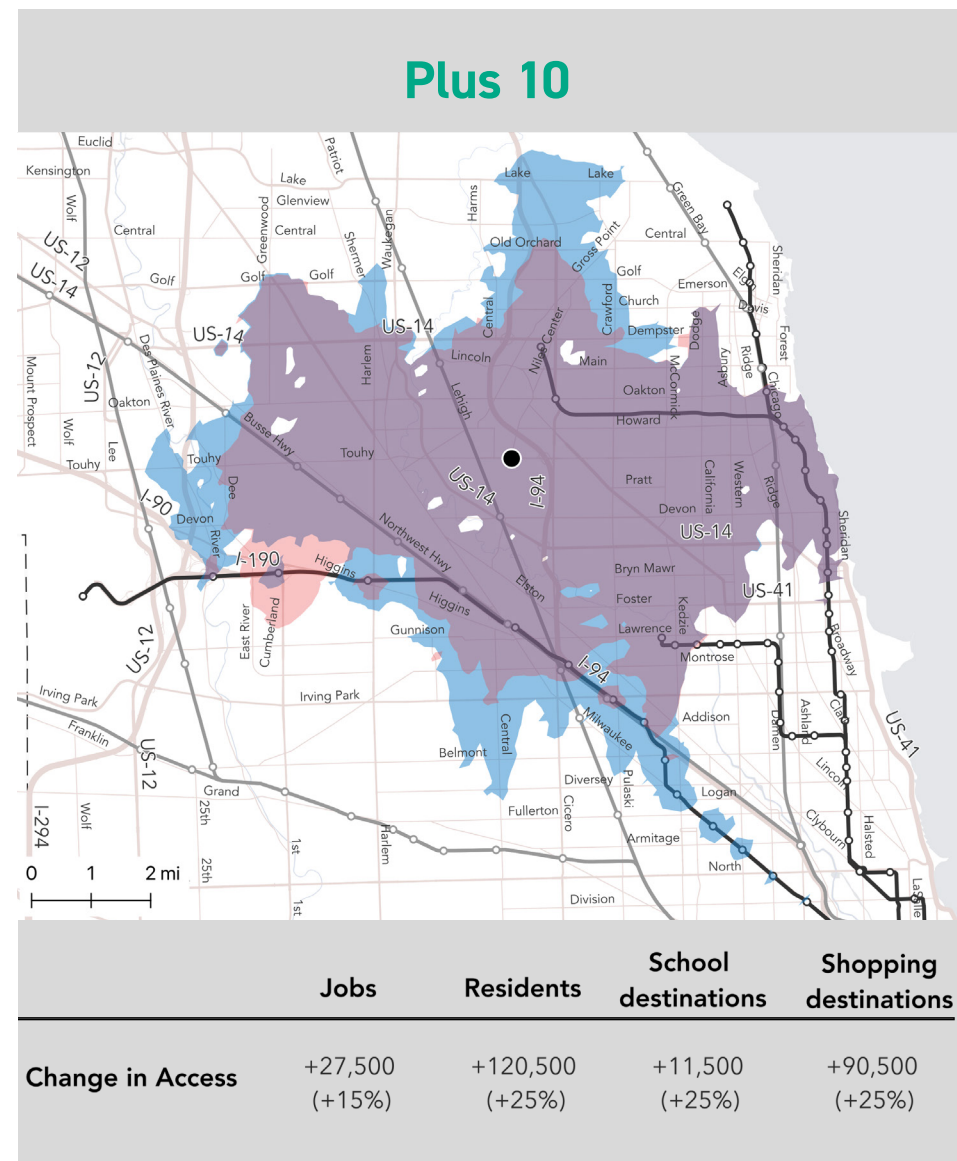 Plus 10
Euclid
Patriot
Kensington
Lake
Lake
Lake
Wolf
Glenview
Greenwood
Harms
Green Bay
Central
Central
Shermer
Waukegan
Old Orchard
Gross Point
Central
US-12
Sheridan
US-14
Golf
Golf
Golf
Golf
Elgin
Emerson
Crawford
Church
Davis
Central
Niles Center
Dodge
US-14
US-14
Dempster
Forest
Des Plaines River
Harlem
Lincoln
Main
McCormick
Asbury
Ridge
Mount Prospect
US-12
Chicago
Oakton
Lehigh
Oakton
Wolf
Busse Hwy
Howard
Lee
Touhy
Touhy
Touhy
US-14
I-94
Pratt
California
Western
Ridge
Dee
I-90
Devon
Devon
Northwest Hwy
US-14
Sheridan
River
I-190
Higgins
Bryn Mawr
Elston
US-41
Higgins
Foster
Kedzie
East River
Cumberland
Gunnison
Lawrence
Broadway
US-12
Montrose
I-94
Irving Park
Irving Park
Addison
Damen
Ashland
Clark
US-41
Franklin
Central
Milwaukee
US-12
Belmont
Lincoln
Diversey
Pulaski
Grand
Logan
25th
Fullerton
Cicero
Clybourn
Halsted
I-294
Wolf
Harlem
1st
Armitage
25th
North
0 1 2 mi
1st
Division
LaSalle
Jobs
Residents
School
destinations
Shopping
destinations
Change in Access
+27,500
(+15%)
+120,500
(+25%)
+11,500
(+25%)
+90,500
(+25%)